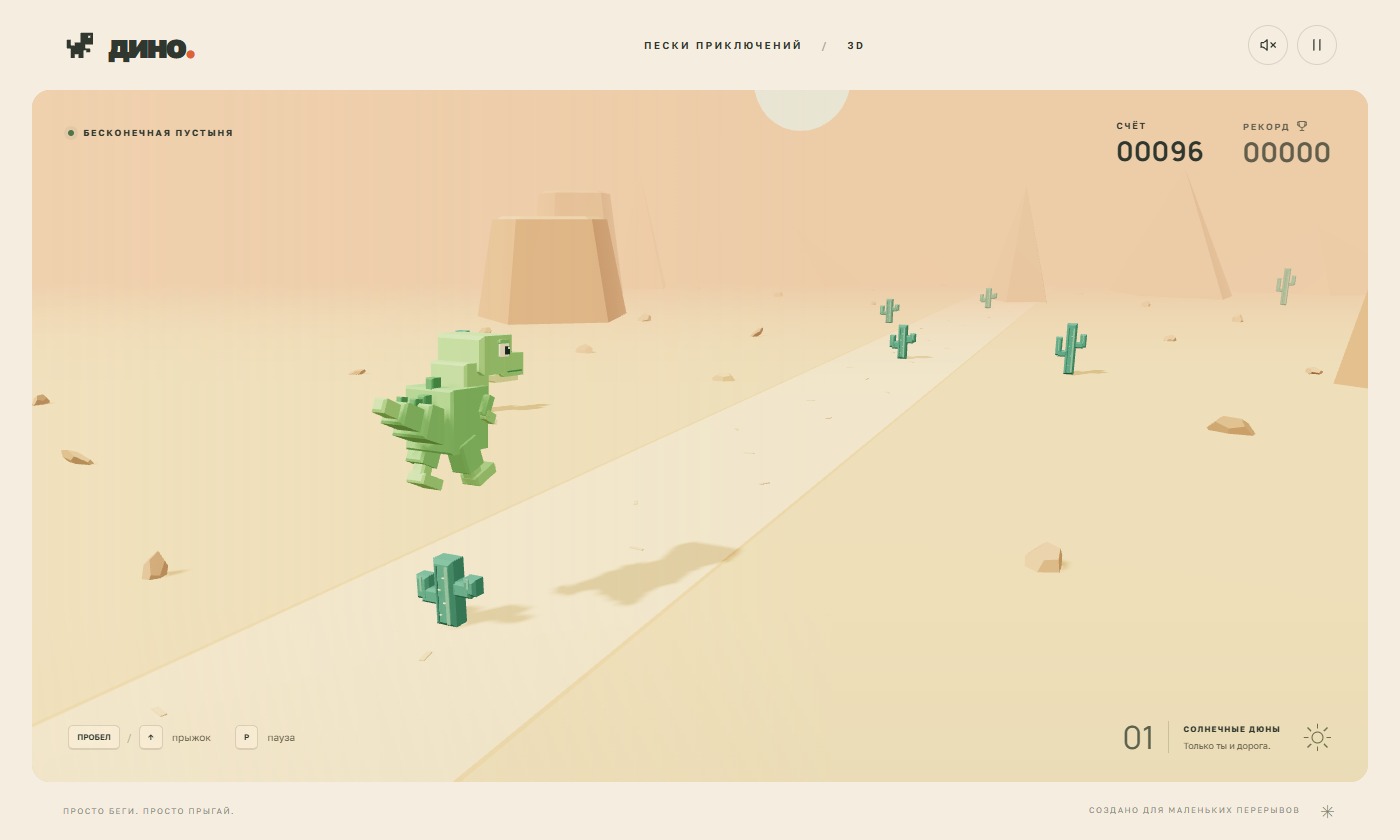 дино.
ПЕСКИ ПРИКЛЮЧЕНИЙ / 3D
БЕСКОНЕЧНАЯ ПУСТЫНЯ
СЧЁТ
00096
РЕКОРД
00000
ПРОБЕЛ / ↑ прыжок P пауза
01
СОЛНЕЧНЫЕ ДЮНЫ
Только ты и дорога.
ПРОСТО БЕГИ. ПРОСТО ПРЫГАЙ.
СОЗДАНО ДЛЯ МАЛЕНЬКИХ ПЕРЕРЫВОВ